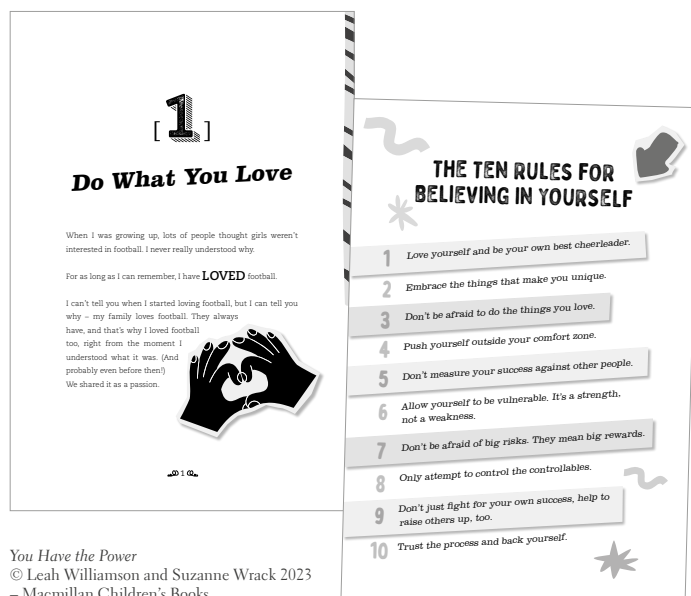 [ 1 ]
Do What You Love
When I was growing up, lots of people thought girls weren't
interested in football. I never really understood why.
For as long as I can remember, I have LOVED football.
I can't tell you when I started loving football, but I can tell you
why – my family loves football. They always
have, and that's why I loved football
too, right from the moment I
understood what it was. (And
probably even before then!)
We shared it as a passion.
1
THE TEN RULES FOR
BELIEVING IN YOURSELF
1 Love yourself and be your own best cheerleader.
2 Embrace the things that make you unique.
3 Don't be afraid to do the things you love.
4 Push yourself outside your comfort zone.
5 Don't measure your success against other people.
6 Allow yourself to be vulnerable. It's a strength,
not a weakness.
7 Don't be afraid of big risks. They mean big rewards.
8 Only attempt to control the controllables.
9 Don't just fight for your own success, help to
raise others up, too.
10 Trust the process and back yourself.
You Have the Power
© Leah Williamson and Suzanne Wrack 2023
– Macmillan Children's Books